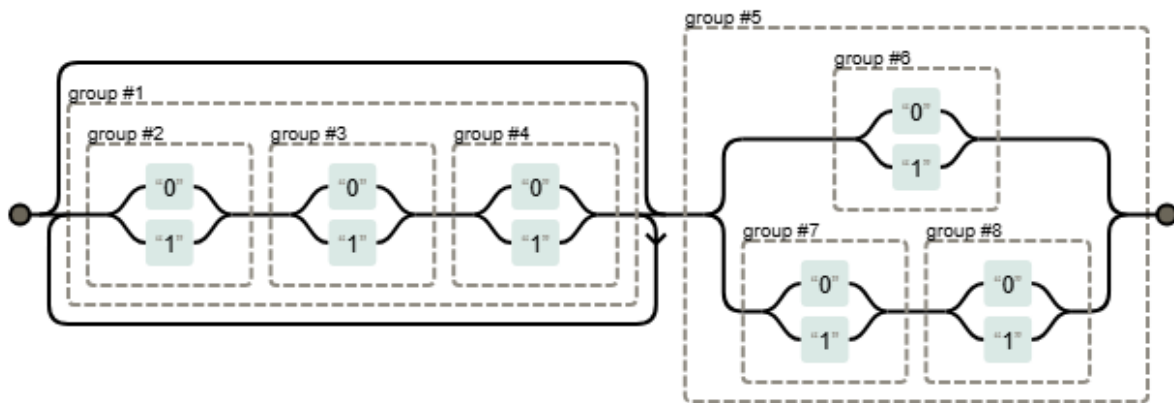 group #5
group #6
group #1
“0”
group #2
group #3
group #4
“1”
“0”
“0”
“0”
“1”
“1”
“1”
group #7
group #8
“0”
“0”
“1”
“1”